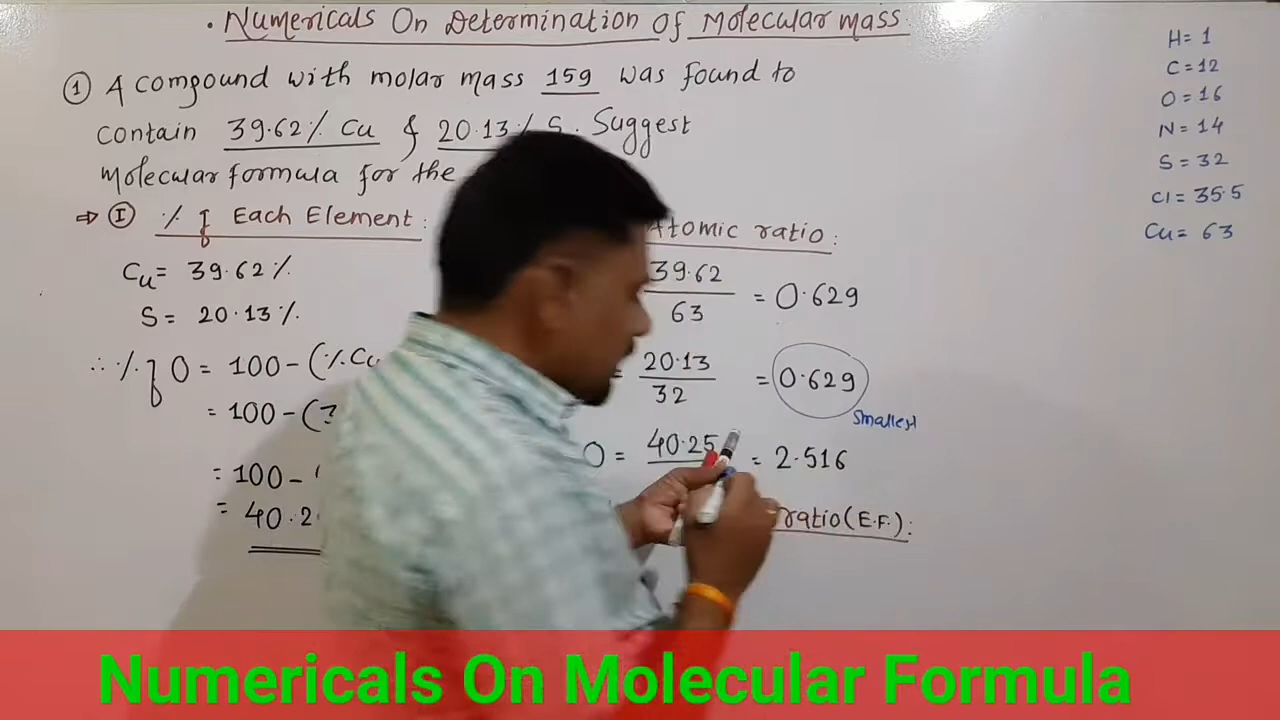 . Numericals On Determination of Molecular mass.
① A compound with molar mass 159 was found to
contain 39.62% Cu & 20.13% S. Suggest
Molecular formula for the
⇒ Ⅰ % of Each Element :
Cu = 39.62%
S = 20.13%
∴ % of O = 100 - (% Cu
= 100 - (3
= 100 -
= 40.2
Atomic ratio :
39.62 / 63 = 0.629
= 20.13 / 32 = 0.629
Smallest
O = 40.25 = 2.516
ratio (E.F.) :
H = 1
C = 12
O = 16
N = 14
S = 32
Cl = 35.5
Cu = 63
Numericals On Molecular Formula